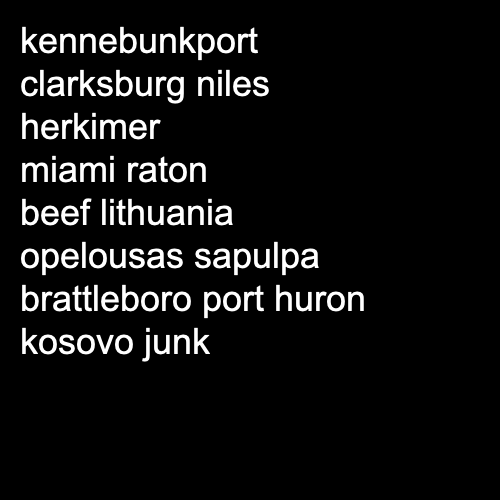 kennebunkport
clarksburg niles
herkimer
miami raton
beef lithuania
opelousas sapulpa
brattleboro port huron
kosovo junk